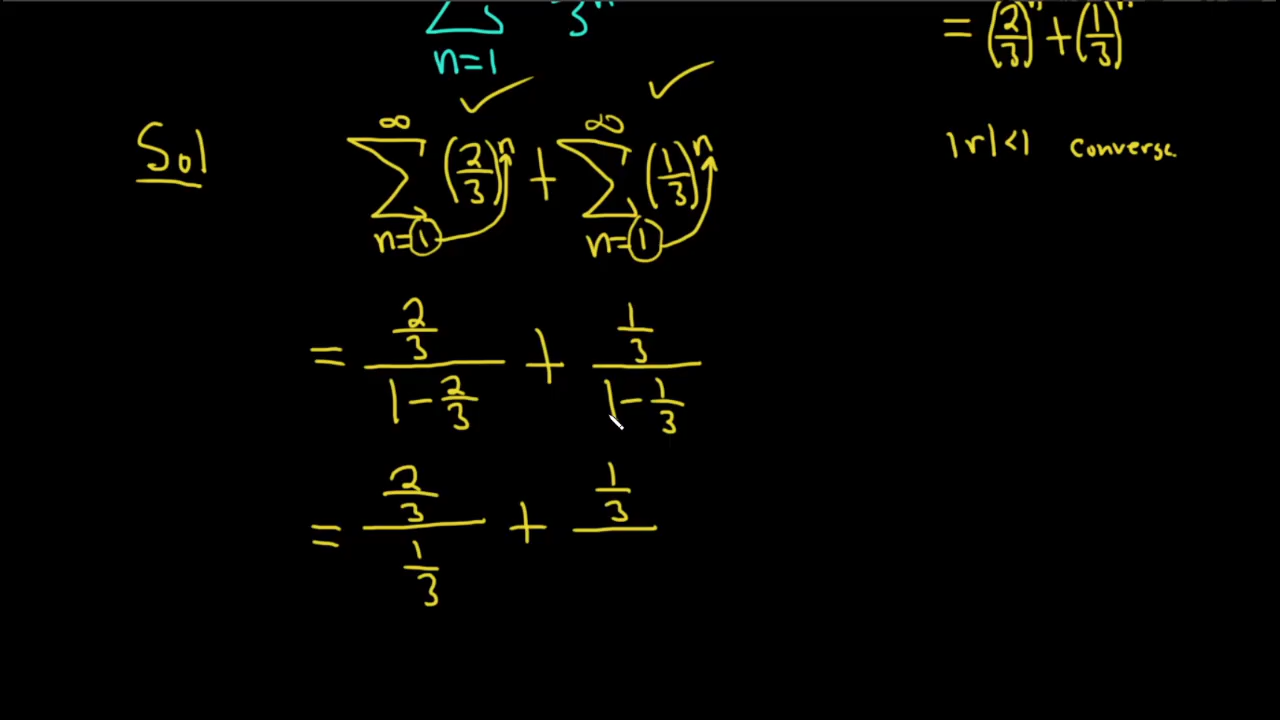 ∑ 3ⁿ
n=1
= (2/3)ⁿ + (1/3)ⁿ
|r|<1 converge.
Sol ∑_{n=1}^{∞} (2/3)ⁿ + ∑_{n=1}^{∞} (1/3)ⁿ
= (2/3)/(1 - 2/3) + (1/3)/(1 - 1/3)
= (2/3)/(1/3) + (1/3)/